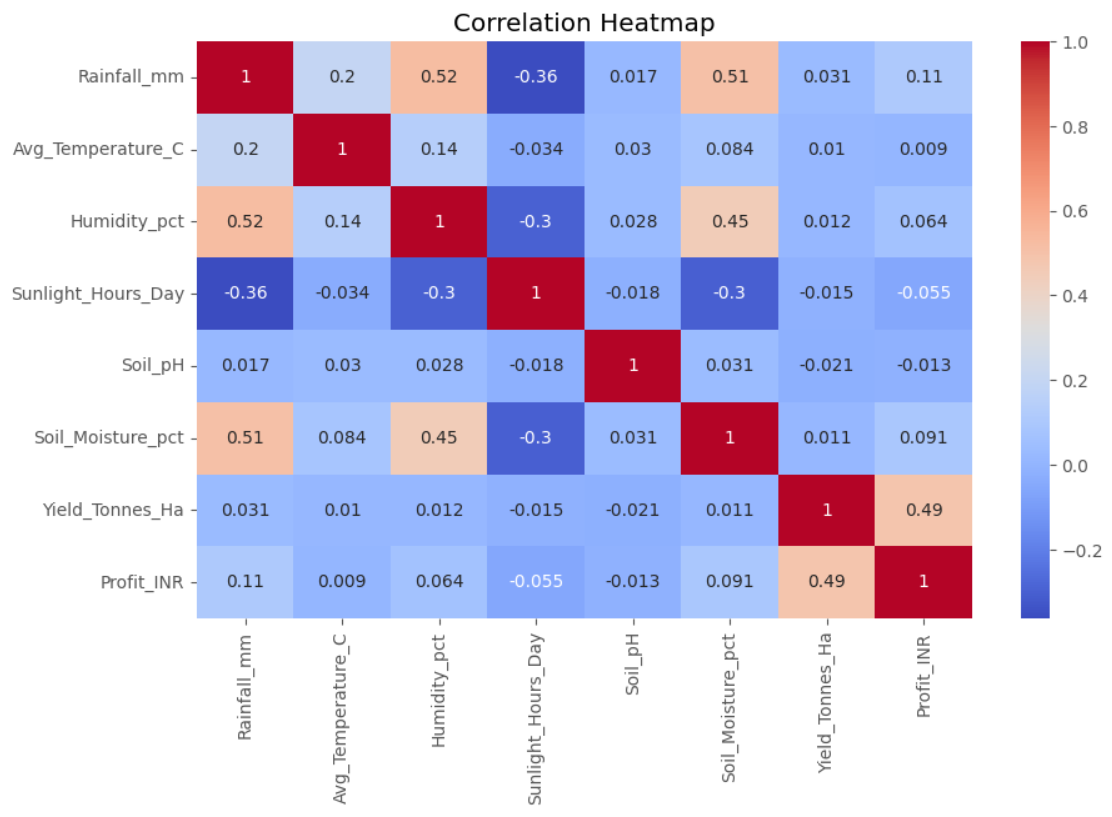 Correlation Heatmap
Rainfall_mm 1 0.2 0.52 -0.36 0.017 0.51 0.031 0.11
Avg_Temperature_C 0.2 1 0.14 -0.034 0.03 0.084 0.01 0.009
Humidity_pct 0.52 0.14 1 -0.3 0.028 0.45 0.012 0.064
Sunlight_Hours_Day -0.36 -0.034 -0.3 1 -0.018 -0.3 -0.015 -0.055
Soil_pH 0.017 0.03 0.028 -0.018 1 0.031 -0.021 -0.013
Soil_Moisture_pct 0.51 0.084 0.45 -0.3 0.031 1 0.011 0.091
Yield_Tonnes_Ha 0.031 0.01 0.012 -0.015 -0.021 0.011 1 0.49
Profit_INR 0.11 0.009 0.064 -0.055 -0.013 0.091 0.49 1
Rainfall_mm
Avg_Temperature_C
Humidity_pct
Sunlight_Hours_Day
Soil_pH
Soil_Moisture_pct
Yield_Tonnes_Ha
Profit_INR
1.0
0.8
0.6
0.4
0.2
0.0
−0.2